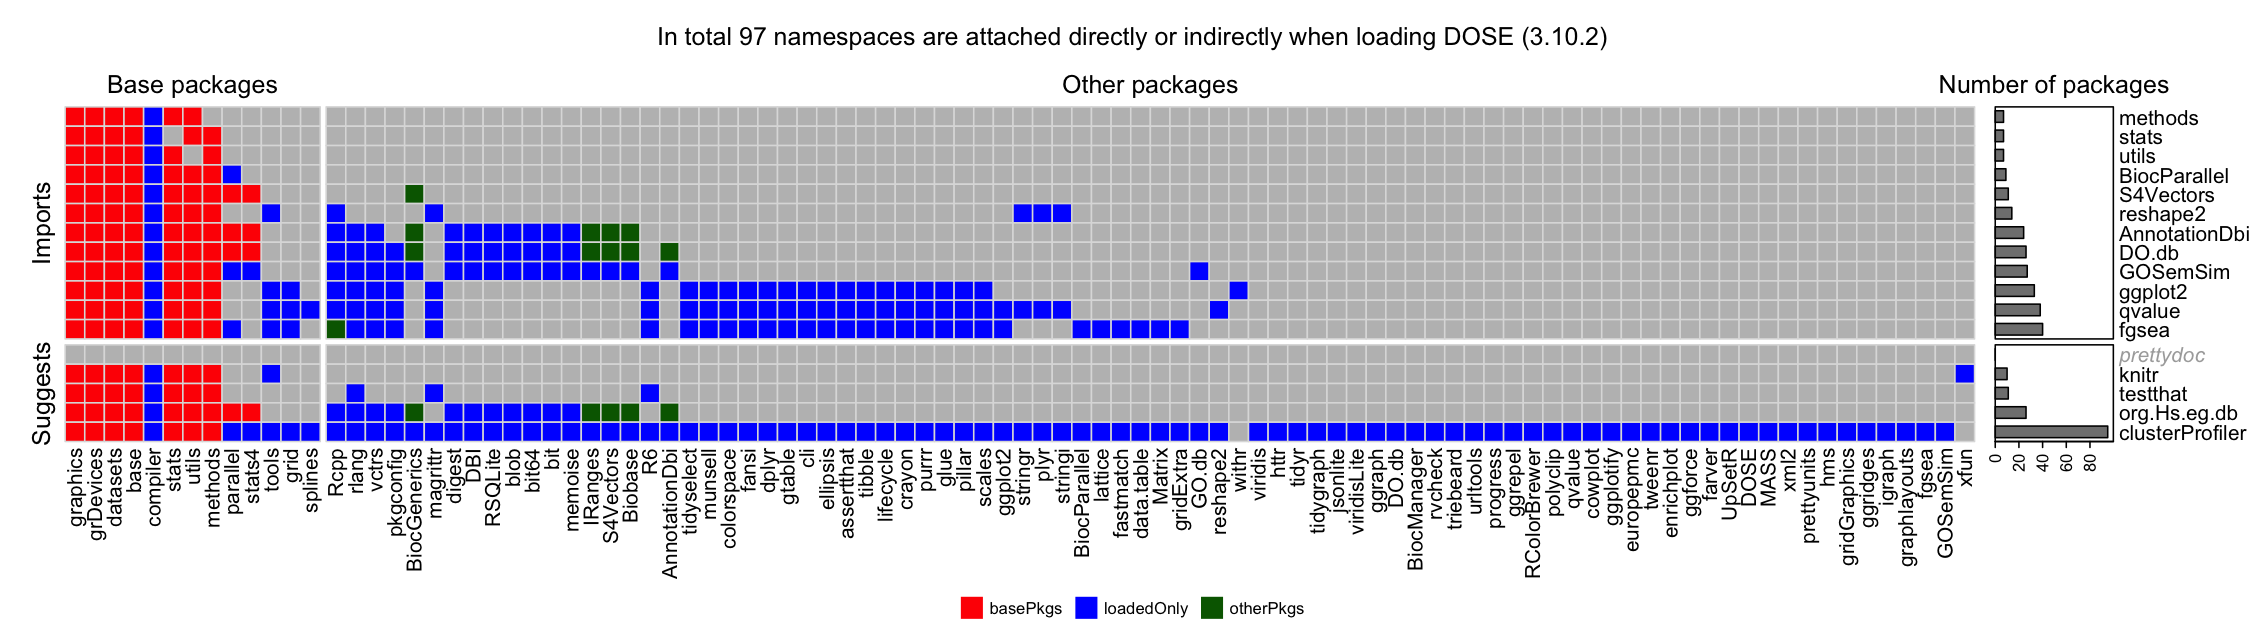 In total 97 namespaces are attached directly or indirectly when loading DOSE (3.10.2)
Base packages
Other packages
Number of packages
Imports
methods
stats
utils
BiocParallel
S4Vectors
reshape2
AnnotationDbi
DO.db
GOSemSim
ggplot2
qvalue
fgsea
Suggests
prettydoc
knitr
testthat
org.Hs.eg.db
clusterProfiler
graphics
grDevices
datasets
base
compiler
stats
utils
methods
parallel
stats4
tools
grid
splines
Rcpp
rlang
vctrs
pkgconfig
BiocGenerics
magrittr
digest
DBI
RSQLite
blob
bit64
bit
memoise
IRanges
S4Vectors
Biobase
R6
AnnotationDbi
tidyselect
munsell
colorspace
fansi
dplyr
gtable
cli
ellipsis
assertthat
tibble
lifecycle
crayon
purrr
glue
pillar
scales
ggplot2
stringr
plyr
stringi
BiocParallel
lattice
fastmatch
data.table
Matrix
gridExtra
GO.db
reshape2
withr
viridis
httr
tidyr
tidygraph
jsonlite
viridisLite
ggraph
DO.db
BiocManager
rvcheck
triebeard
urltools
progress
ggrepel
RColorBrewer
polyclip
qvalue
cowplot
ggplotify
europepmc
tweenr
enrichplot
ggforce
farver
UpSetR
DOSE
MASS
xml2
prettyunits
hms
gridGraphics
ggridges
igraph
graphlayouts
fgsea
GOSemSim
xfun
0
20
40
60
80
basePkgs
loadedOnly
otherPkgs